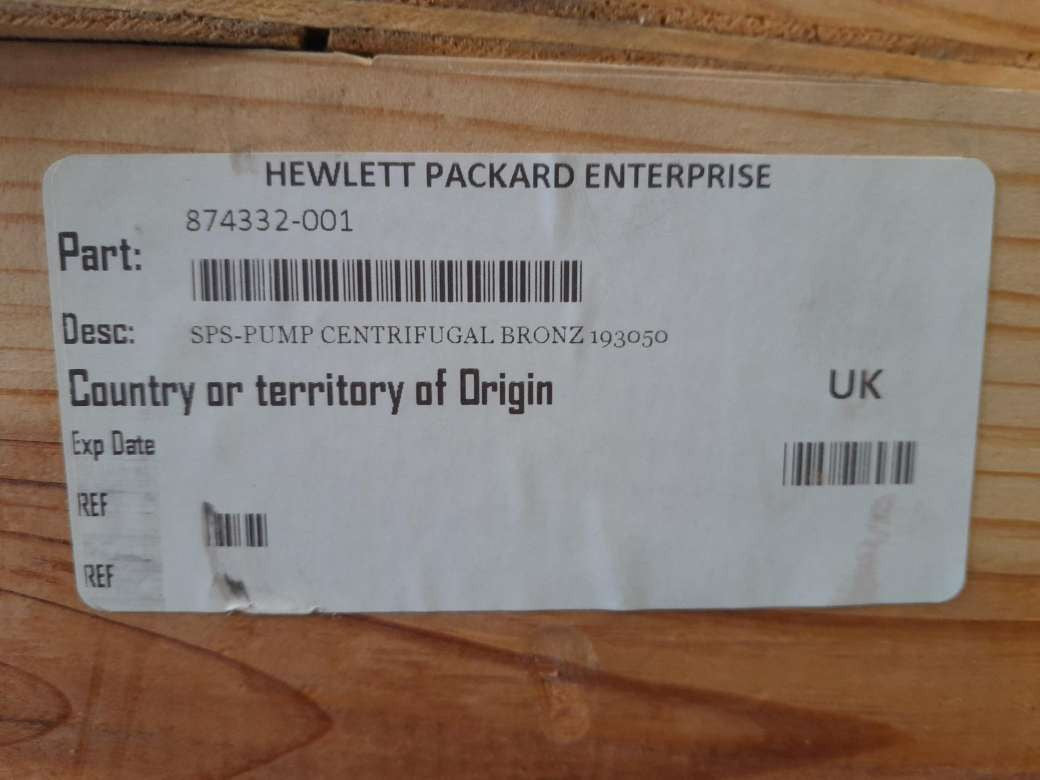 HEWLETT PACKARD ENTERPRISE
874332-001
Part:
Desc: SPS-PUMP CENTRIFUGAL BRONZ 193050
Country or territory of Origin UK
Exp Date
REF
REF